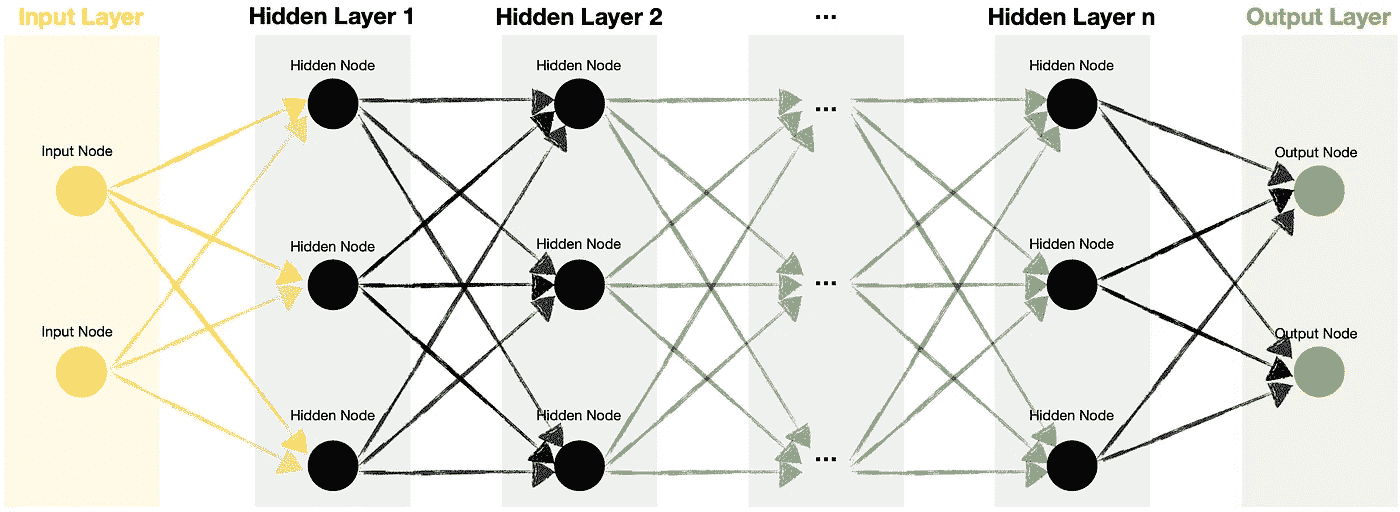 Input Layer
Hidden Layer 1
Hidden Layer 2
...
Hidden Layer n
Output Layer
Hidden Node
Hidden Node
...
Hidden Node
Input Node
Output Node
Hidden Node
Hidden Node
...
Hidden Node
Input Node
Output Node
Hidden Node
Hidden Node
...
Hidden Node